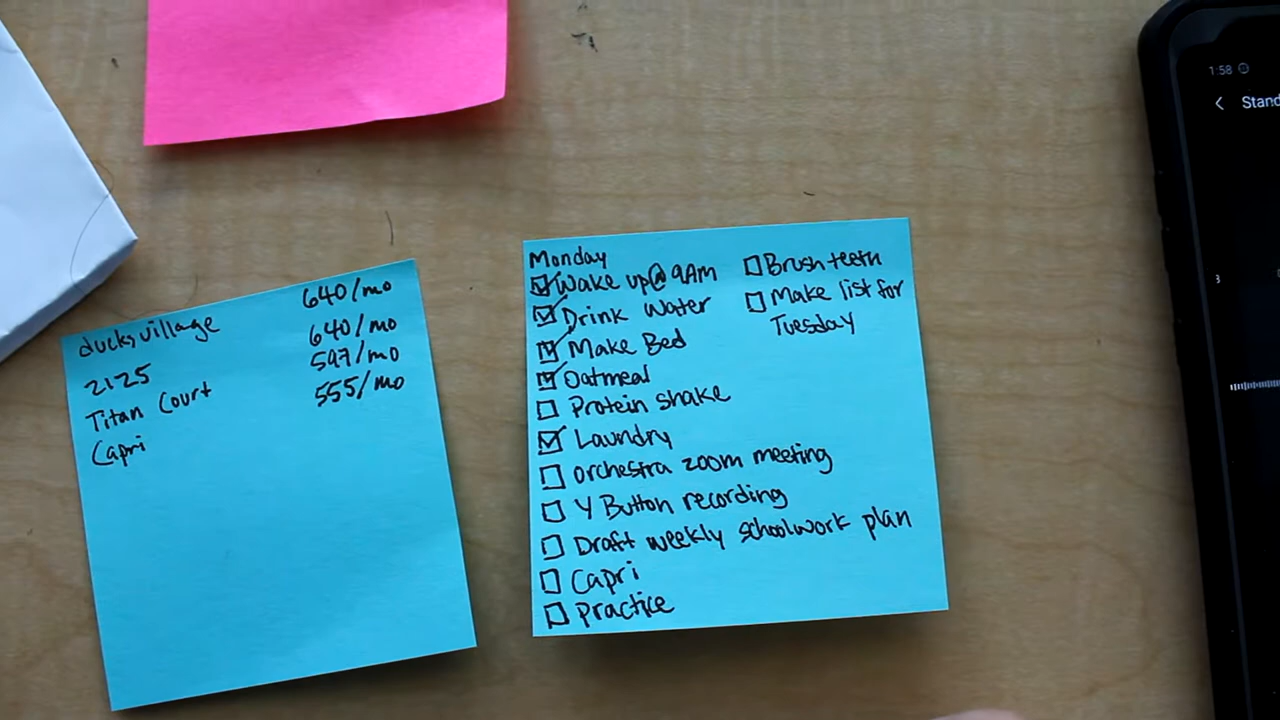 ducksvillage 640/mo
2125 640/mo
Titan Court 597/mo
Capri 555/mo
Monday
Wake up@9AM
Drink Water
Make Bed
Oatmeal
Protein shake
Laundry
Orchestra zoom meeting
Y Button recording
Draft weekly schoolwork plan
Capri
Practice
Brush teeth
Make list for
Tuesday
1:58
Stand